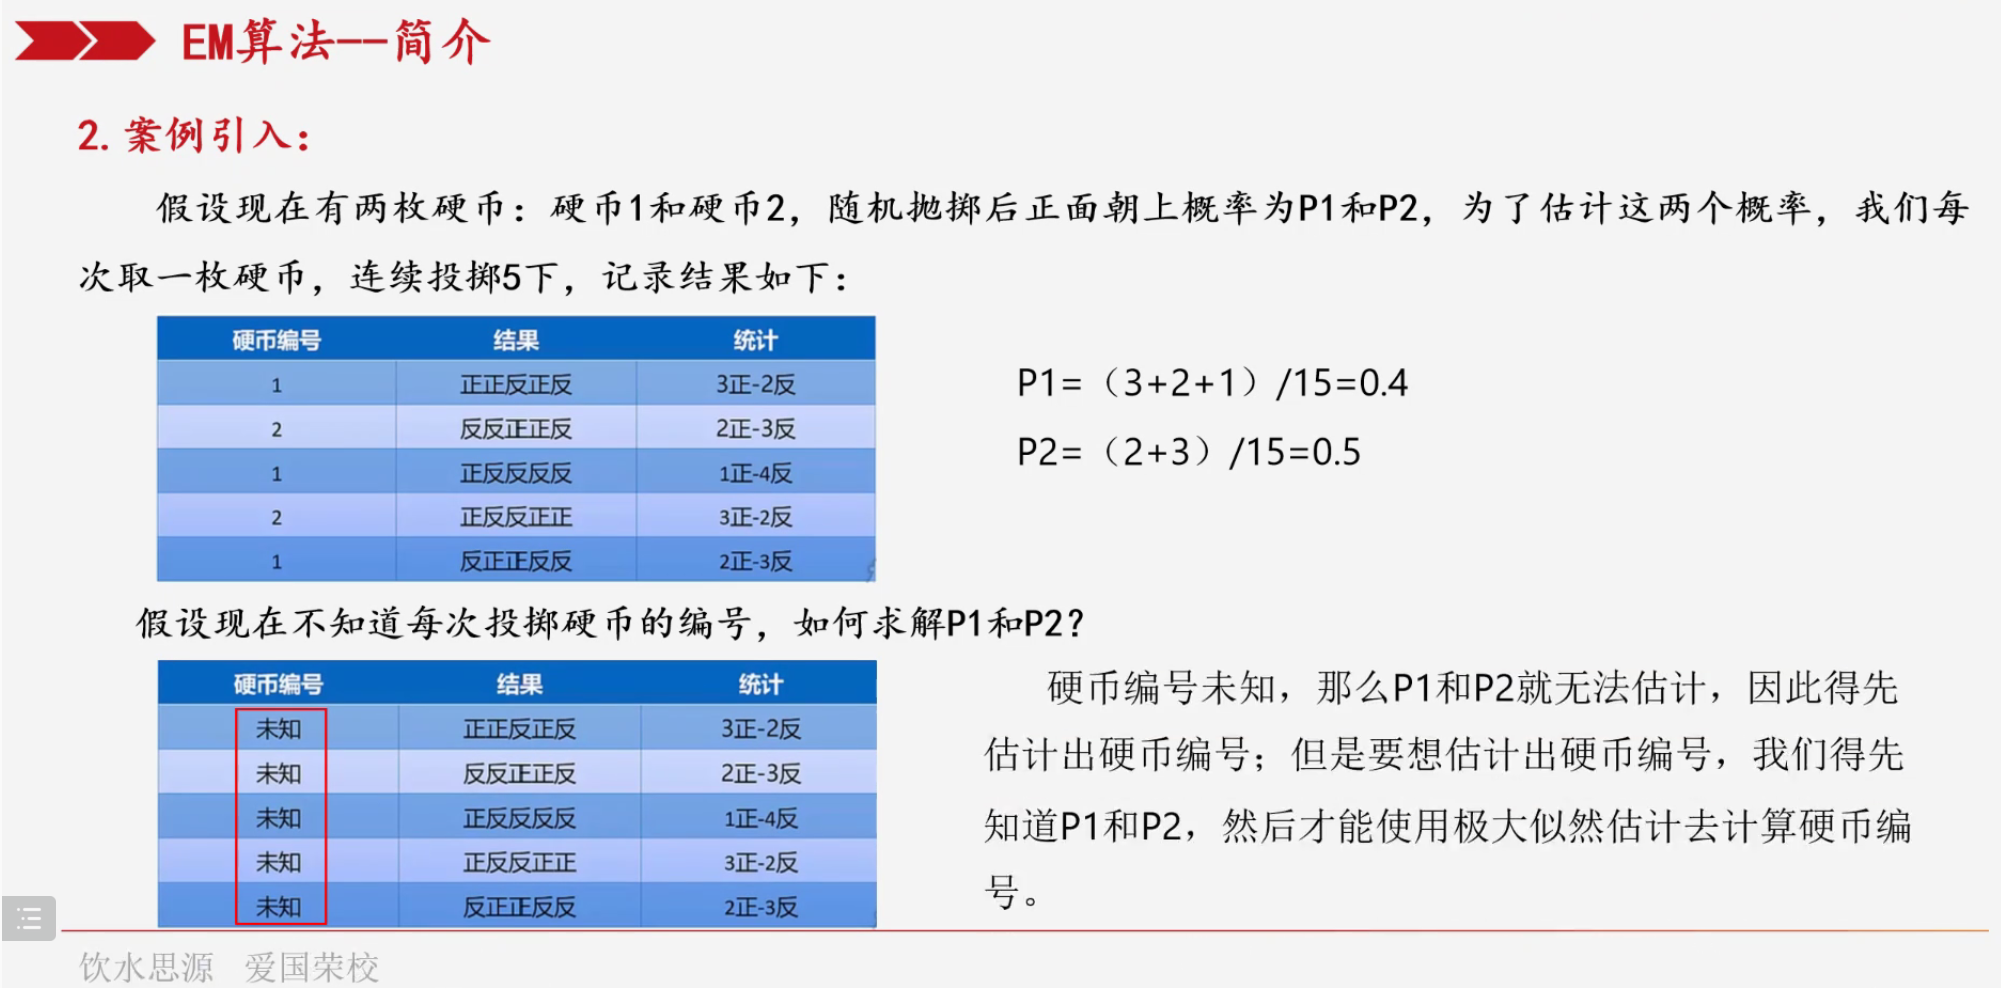 EM算法--简介
2. 案例引入：
假设现在有两枚硬币：硬币1和硬币2，随机抛掷后正面朝上概率为P1和P2，为了估计这两个概率，我们每
次取一枚硬币，连续投掷5下，记录结果如下：
硬币编号 结果 统计
1 正正反正反 3正-2反
2 反反正正反 2正-3反
1 正反反反反 1正-4反
2 正反反正正 3正-2反
1 反正正反反 2正-3反
P1=（3+2+1）/15=0.4
P2=（2+3）/15=0.5
假设现在不知道每次投掷硬币的编号，如何求解P1和P2？
硬币编号 结果 统计
未知 正正反正反 3正-2反
未知 反反正正反 2正-3反
未知 正反反反反 1正-4反
未知 正反反正正 3正-2反
未知 反正正反反 2正-3反
硬币编号未知，那么P1和P2就无法估计，因此得先
估计出硬币编号；但是要想估计出硬币编号，我们得先
知道P1和P2，然后才能使用极大似然估计去计算硬币编
号。
饮水思源 爱国荣校